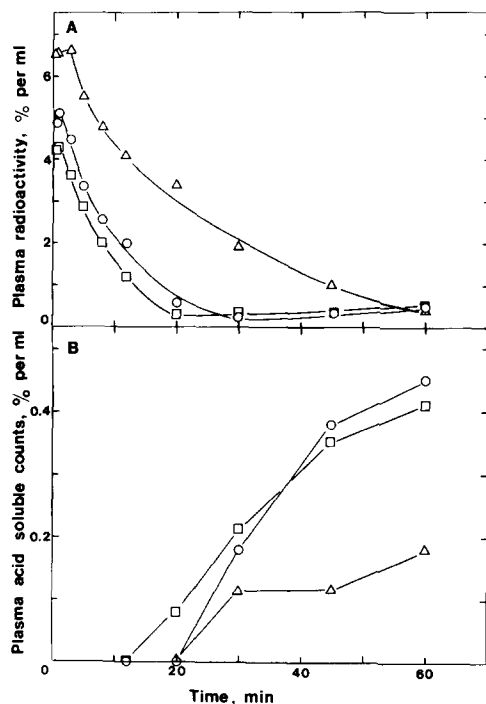 A
Plasma radioactivity, % per ml
6
4
2
0
B
Plasma acid soluble counts, % per ml
0.4
0.2
0
0
20
40
60
Time, min